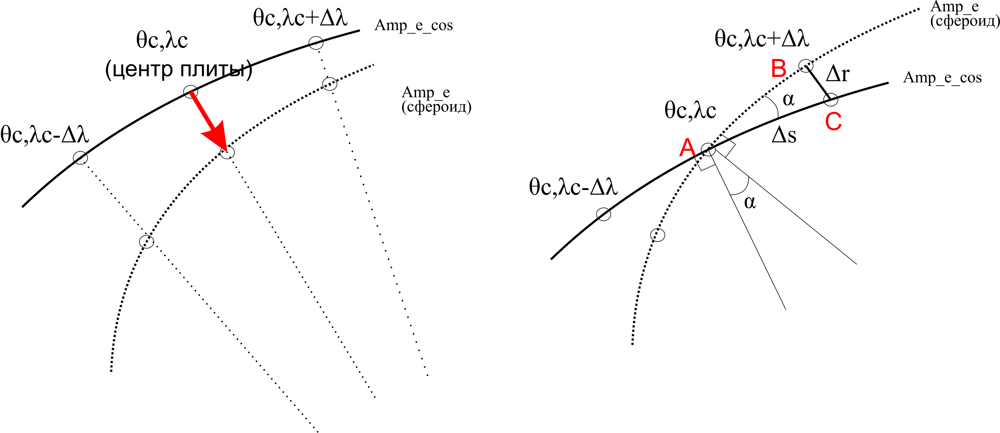 θc,λc+Δλ
Amp_e_cos
θc,λc
(центр плиты)
Amp_e
(сфероид)
θc,λc-Δλ
Amp_e
(сфероид)
θc,λc+Δλ
B
Δr
Amp_e_cos
α
θc,λc
C
Δs
A
θc,λc-Δλ
α